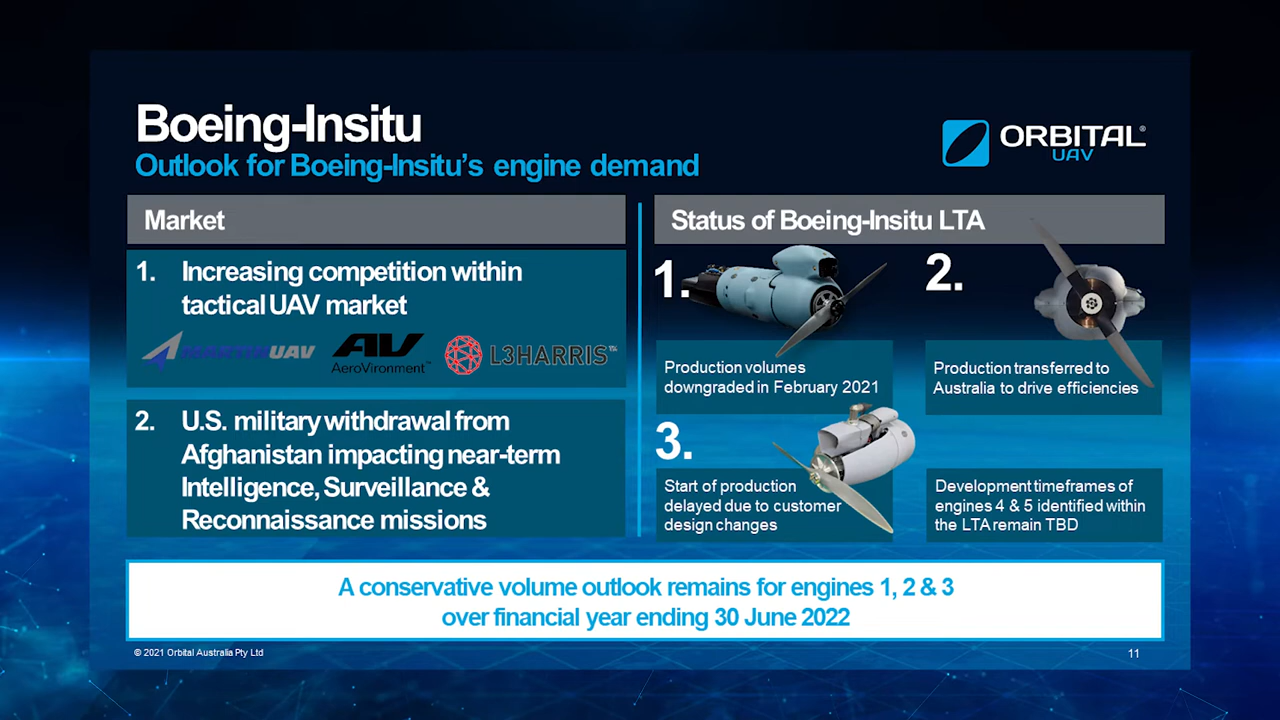 Boeing-Insitu
Outlook for Boeing-Insitu's engine demand
ORBITAL®
UAV
Market
1. Increasing competition within
tactical UAV market
MARTINUAV
AV
AeroVironment™
L3HARRIS™
2. U.S. military withdrawal from
Afghanistan impacting near-term
Intelligence, Surveillance &
Reconnaissance missions
Status of Boeing-Insitu LTA
1.
Production volumes
downgraded in February 2021
2.
Production transferred to
Australia to drive efficiencies
3.
Start of production
delayed due to customer
design changes
Development timeframes of
engines 4 & 5 identified within
the LTA remain TBD
A conservative volume outlook remains for engines 1, 2 & 3
over financial year ending 30 June 2022
© 2021 Orbital Australia Pty Ltd
11